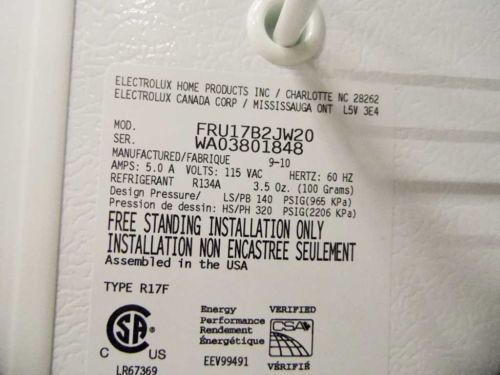 ELECTROLUX HOME PRODUCTS INC / CHARLOTTE NC 28262
ELECTROLUX CANADA CORP / MISSISSAUGA ONT L5V 3E4
MOD. FRU17B2JW20
SER. WA03801848
MANUFACTURED/FABRIQUE 9-10
AMPS: 5.0 A VOLTS: 115 VAC HERTZ: 60 HZ
REFRIGERANT R134A 3.5 Oz. (100 Grams)
Design Pressure/ LS/PB 140 PSIG(965 KPa)
Pression de dessin: HS/PH 320 PSIG(2206 KPa)
FREE STANDING INSTALLATION ONLY
INSTALLATION NON ENCASTREE SEULEMENT
Assembled in the USA
TYPE R17F
Energy VERIFIED
Performance
Rendement
Énergétique
CSA
C US
CSA
EEV99491 VÉRIFIÉ
LR67369